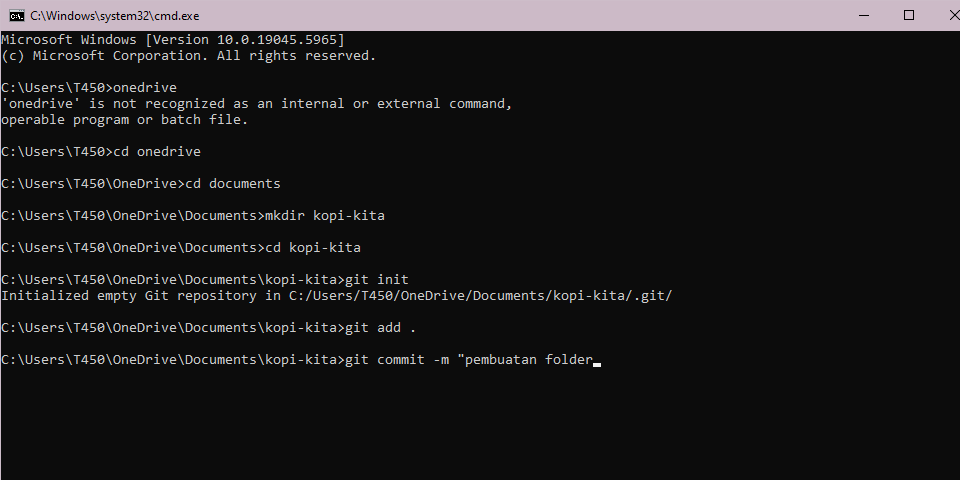 C:\Windows\system32\cmd.exe
Microsoft Windows [Version 10.0.19045.5965]
(c) Microsoft Corporation. All rights reserved.
C:\Users\T450>onedrive
'onedrive' is not recognized as an internal or external command,
operable program or batch file.
C:\Users\T450>cd onedrive
C:\Users\T450\OneDrive>cd documents
C:\Users\T450\OneDrive\Documents>mkdir kopi-kita
C:\Users\T450\OneDrive\Documents>cd kopi-kita
C:\Users\T450\OneDrive\Documents\kopi-kita>git init
Initialized empty Git repository in C:/Users/T450/OneDrive/Documents/kopi-kita/.git/
C:\Users\T450\OneDrive\Documents\kopi-kita>git add .
C:\Users\T450\OneDrive\Documents\kopi-kita>git commit -m "pembuatan folder